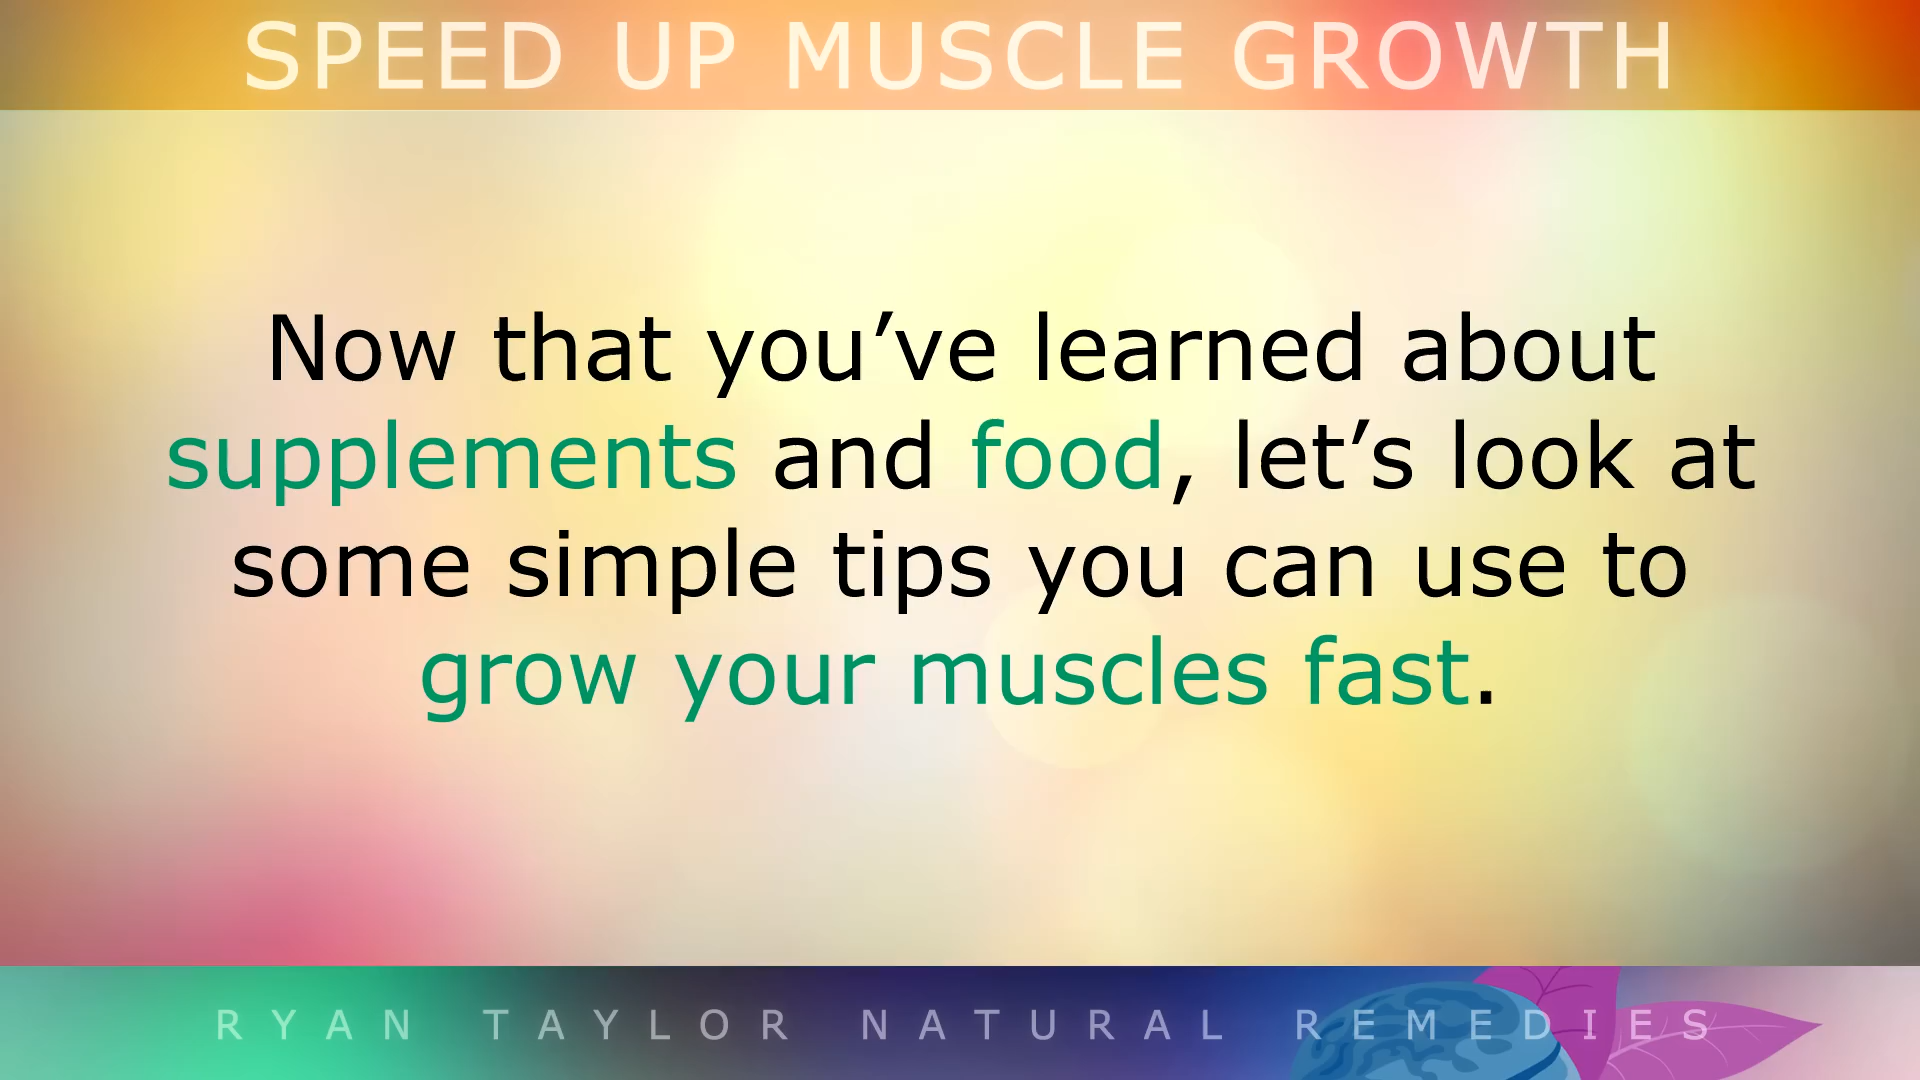 SPEED UP MUSCLE GROWTH
Now that you’ve learned about
supplements and food, let’s look at
some simple tips you can use to
grow your muscles fast.
RYAN TAYLOR NATURAL REMEDIES